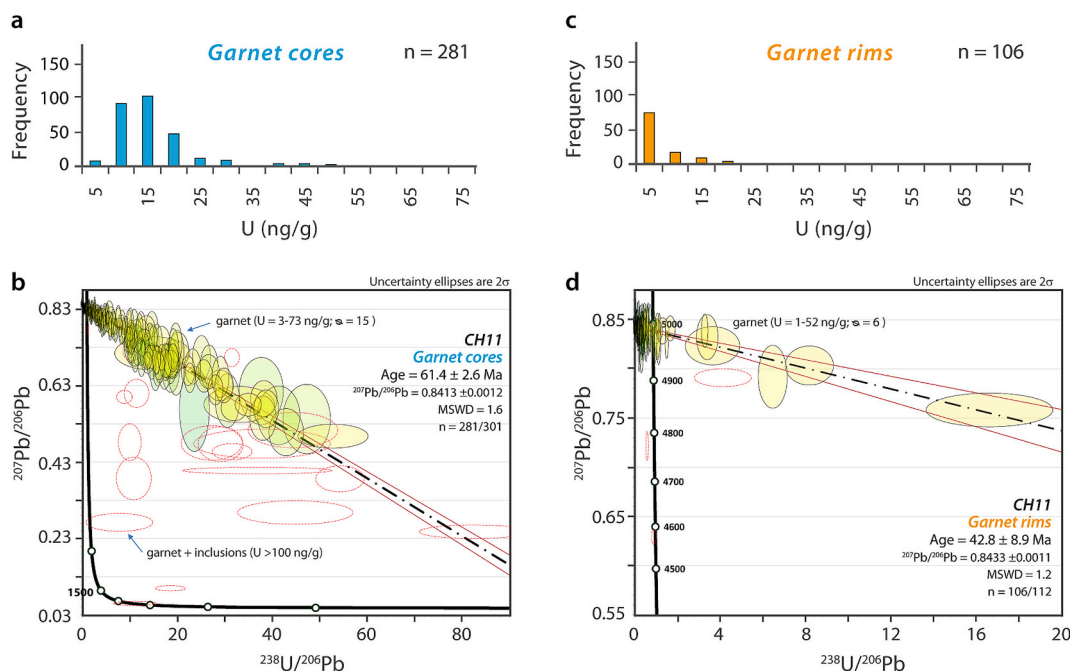 a
Garnet cores
n = 281
Frequency
150
100
50
0
5
15
25
35
45
55
65
75
U (ng/g)
c
Garnet rims
n = 106
Frequency
150
100
50
0
5
15
25
35
45
55
65
75
U (ng/g)
b
Uncertainty ellipses are 2σ
²⁰⁷Pb/²⁰⁶Pb
0.83
0.63
0.43
0.23
0.03
garnet (U = 3-73 ng/g; ᴓ = 15 )
CH11
Garnet cores
Age = 61.4 ± 2.6 Ma
²⁰⁷Pb/²⁰⁶Pb = 0.8413 ±0.0012
MSWD = 1.6
n = 281/301
garnet + inclusions (U >100 ng/g)
1500
0
20
40
60
80
²³⁸U/²⁰⁶Pb
d
Uncertainty ellipses are 2σ
²⁰⁷Pb/²⁰⁶Pb
0.85
0.75
0.65
0.55
5000
garnet (U = 1-52 ng/g; ᴓ = 6 )
4900
4800
4700
4600
4500
CH11
Garnet rims
Age = 42.8 ± 8.9 Ma
²⁰⁷Pb/²⁰⁶Pb = 0.8433 ±0.0011
MSWD = 1.2
n = 106/112
0
4
8
12
16
20
²³⁸U/²⁰⁶Pb